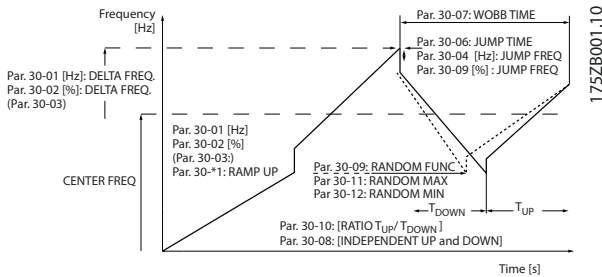 Frequency
[Hz]
Par. 30-07: WOBB TIME
Par. 30-06: JUMP TIME
Par. 30-04 [Hz]: JUMP FREQ
Par. 30-09 [%] : JUMP FREQ
Par. 30-01 [Hz]: DELTA FREQ.
Par. 30-02 [%]: DELTA FREQ.
(Par. 30-03)
Par. 30-01 [Hz]
Par. 30-02 [%]
(Par. 30-03:)
Par. 30-*1: RAMP UP
CENTER FREQ
Par. 30-09: RANDOM FUNC
Par 30-11: RANDOM MAX
Par 30-12: RANDOM MIN
TDOWN
TUP
Par. 30-10: [RATIO TUP/ TDOWN ]
Par. 30-08: [INDEPENDENT UP and DOWN]
Time [s]
175ZB001.10